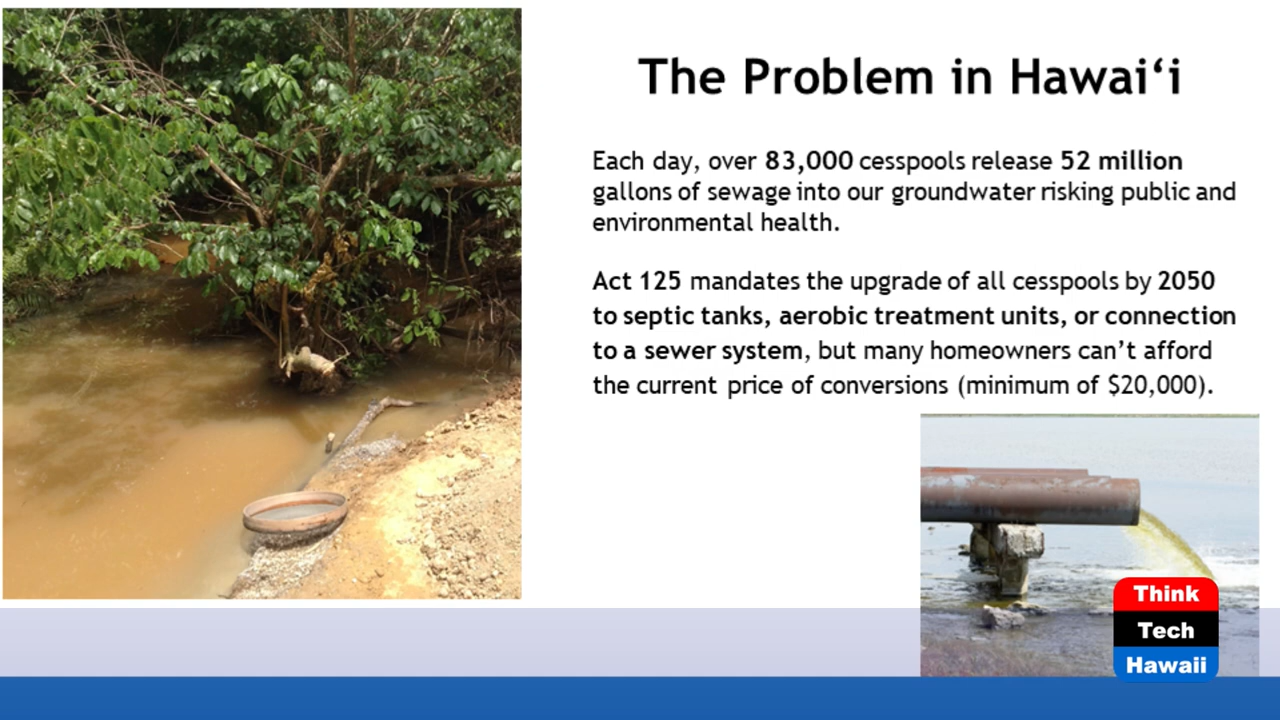 The Problem in Hawaiʻi
Each day, over 83,000 cesspools release 52 million
gallons of sewage into our groundwater risking public and
environmental health.
Act 125 mandates the upgrade of all cesspools by 2050
to septic tanks, aerobic treatment units, or connection
to a sewer system, but many homeowners can’t afford
the current price of conversions (minimum of $20,000).
Think
Tech
Hawaii